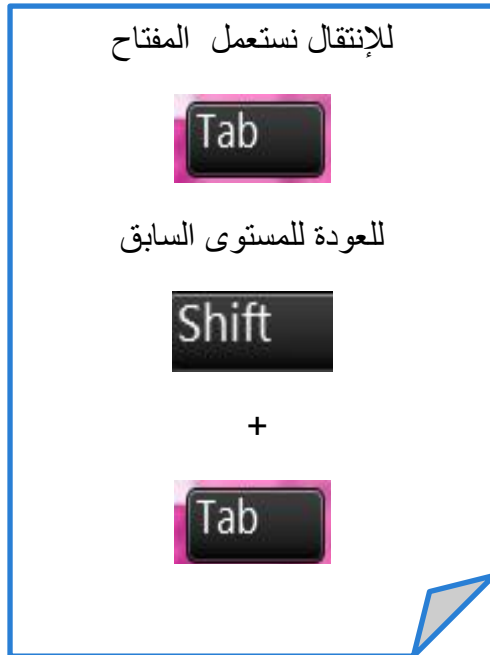 للإنتقال نستعمل المفتاح
Tab
للعودة للمستوى السابق
Shift
+
Tab